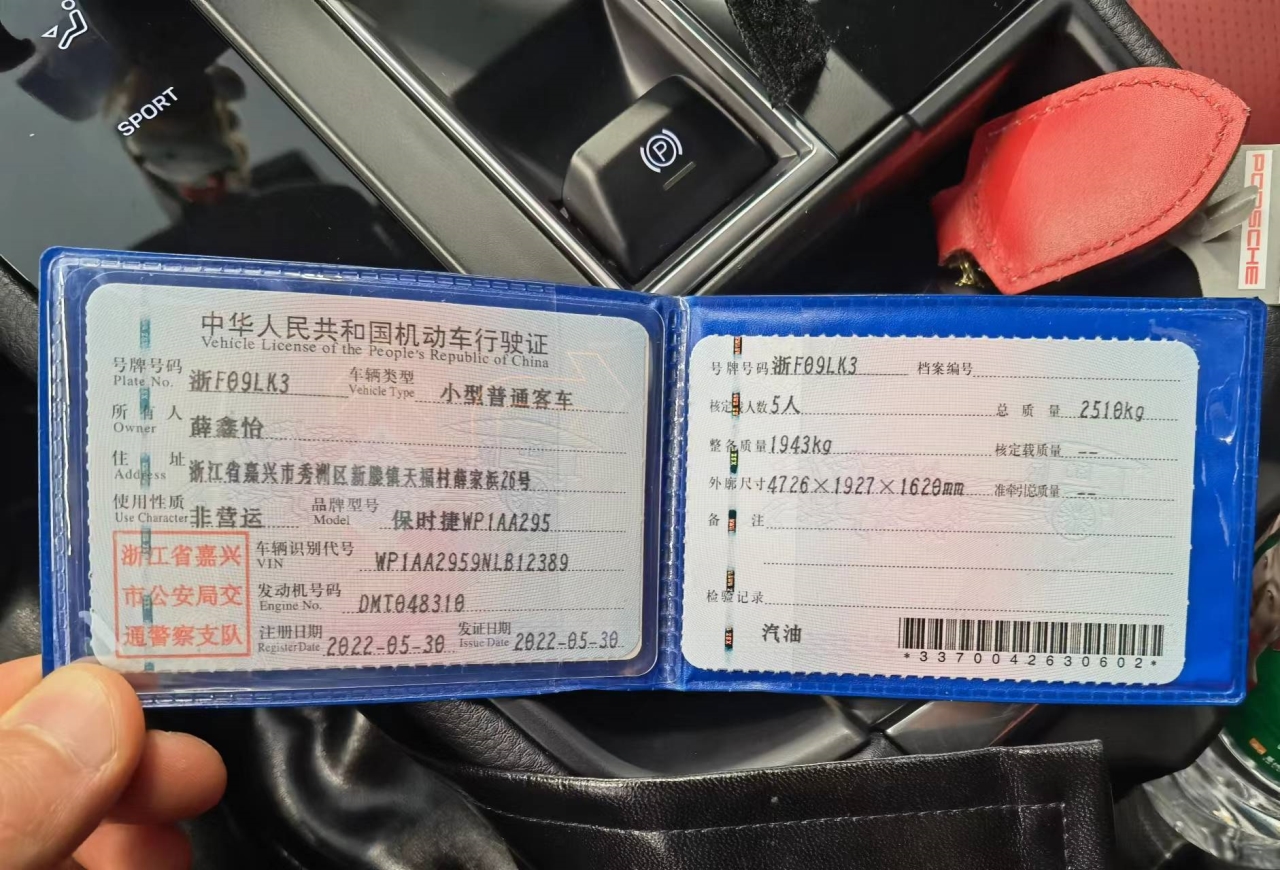 SPORT
P
PORSCHE
中华人民共和国机动车行驶证
Vehicle License of the People's Republic of China
号牌号码 浙F09LK3 车辆类型 小型普通客车
Plate No. Vehicle Type
所有人 薛鑫怡
Owner
住址 浙江省嘉兴市秀洲区新塍镇天福村薛家浜26号
Address
使用性质 非营运 品牌型号 保时捷WP1AA295
Use Character Model
浙江省嘉兴
市公安局交
通警察支队
车辆识别代号 WP1AA2959NLB12389
VIN
发动机号码 DMT048310
Engine No.
注册日期 2022-05-30 发证日期 2022-05-30
Register Date Issue Date
号牌号码 浙F09LK3 档案编号
核定载人数 5人 总质量 2510kg
整备质量 1943kg 核定载质量 --
外廓尺寸 4726×1927×1620mm 准牵引总质量 --
备注
检验记录
汽油
*3370042630602*